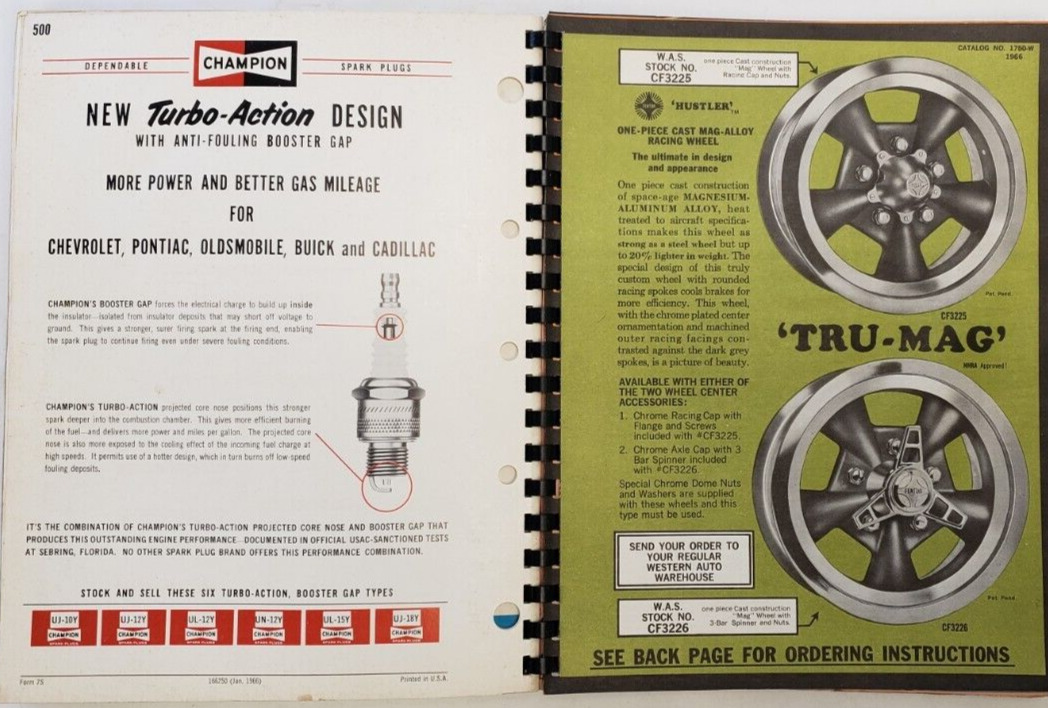 500
DEPENDABLE
CHAMPION
SPARK PLUGS
NEW Turbo-Action DESIGN
WITH ANTI-FOULING BOOSTER GAP
MORE POWER AND BETTER GAS MILEAGE
FOR
CHEVROLET, PONTIAC, OLDSMOBILE, BUICK and CADILLAC
CHAMPION'S BOOSTER GAP forces the electrical charge to build up inside
the insulator—isolated from insulator deposits that may short off voltage to
ground. This gives a stronger, surer firing spark at the firing end, enabling
the spark plug to continue firing even under severe fouling conditions.
CHAMPION'S TURBO-ACTION projected core nose positions this stronger
spark deeper into the combustion chamber. This gives more efficient burning
of the fuel—and delivers more power and miles per gallon. The projected core
nose is also more exposed to the cooling effect of the incoming fuel charge at
high speeds. It permits use of a hotter design, which in turn burns off low-speed
fouling deposits.
IT'S THE COMBINATION OF CHAMPION'S TURBO-ACTION PROJECTED CORE NOSE AND BOOSTER GAP THAT
PRODUCES THIS OUTSTANDING ENGINE PERFORMANCE—DOCUMENTED IN OFFICIAL USAC-SANCTIONED TESTS
AT SEBRING, FLORIDA. NO OTHER SPARK PLUG BRAND OFFERS THIS PERFORMANCE COMBINATION.
STOCK AND SELL THESE SIX TURBO-ACTION, BOOSTER GAP TYPES
UJ-10Y UJ-12Y UL-12Y UN-12Y UL-15Y UJ-18Y
CHAMPION CHAMPION CHAMPION CHAMPION CHAMPION CHAMPION
Form 75
166250 (Jan. 1966)
Printed in U.S.A.
CATALOG NO. 1760-W
1966
W.A.S.
STOCK NO.
CF3225
one piece Cast construction
"Mag" Wheel with
Racing Cap and Nuts.
'HUSTLER'™
ONE-PIECE CAST MAG-ALLOY
RACING WHEEL
The ultimate in design
and appearance
One piece cast construction
of space-age MAGNESIUM-
ALUMINUM ALLOY, heat
treated to aircraft specifica-
tions makes this wheel as
strong as a steel wheel but up
to 20% lighter in weight. The
special design of this truly
custom wheel with rounded
racing spokes cools brakes for
more efficiency. This wheel,
with the chrome plated center
ornamentation and machined
outer racing facings con-
trasted against the dark grey
spokes, is a picture of beauty.
AVAILABLE WITH EITHER OF
THE TWO WHEEL CENTER
ACCESSORIES:
1. Chrome Racing Cap with
Flange and Screws
included with #CF3225.
2. Chrome Axle Cap with 3
Bar Spinner included
with #CF3226.
Special Chrome Dome Nuts
and Washers are supplied
with these wheels and this
type must be used.
SEND YOUR ORDER TO
YOUR REGULAR
WESTERN AUTO
WAREHOUSE
W.A.S.
STOCK NO.
CF3226
one piece Cast construction
"Mag" Wheel with
3-Bar Spinner and Nuts.
Pat. Pend.
CF3225
'TRU-MAG'
NHRA Approved!
Pat. Pend.
CF3226
SEE BACK PAGE FOR ORDERING INSTRUCTIONS